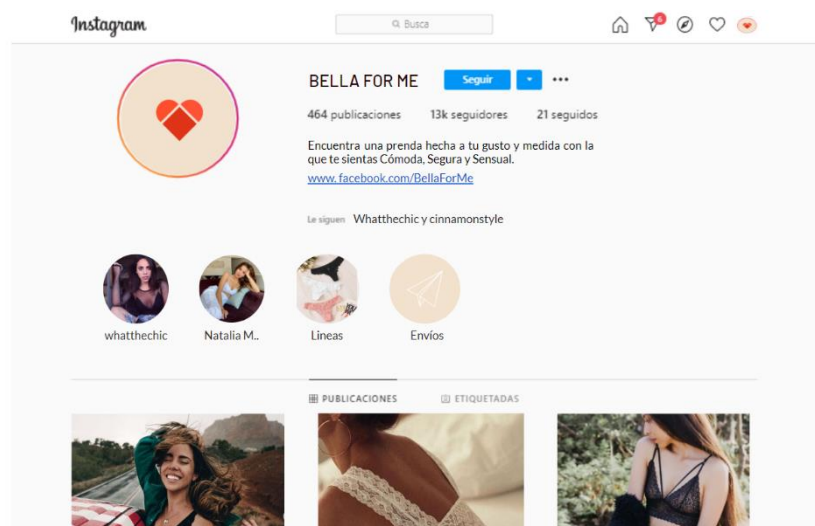 Instagram
Busca
6
BELLA FOR ME
Seguir
464 publicaciones 13k seguidores 21 seguidos
Encuentra una prenda hecha a tu gusto y medida con la
que te sientas Cómoda, Segura y Sensual.
www.facebook.com/BellaForMe
Le siguen Whatthechic y cinnamonstyle
whatthechic Natalia M.. Lineas Envíos
PUBLICACIONES ETIQUETADAS